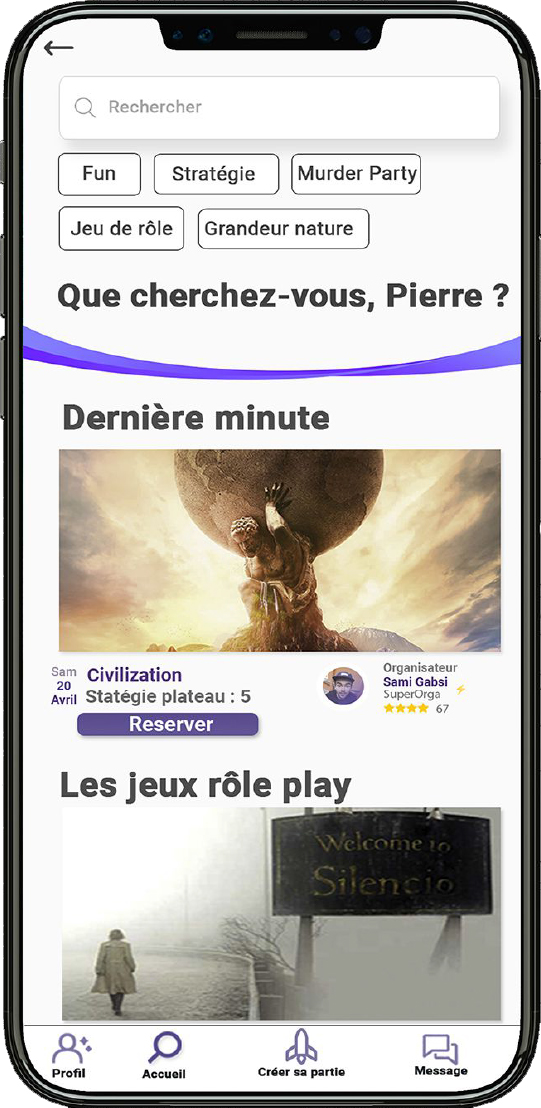 Rechercher
Fun
Stratégie
Murder Party
Jeu de rôle
Grandeur nature
Que cherchez-vous, Pierre ?
Dernière minute
Sam
20
Avril
Civilization
Statégie plateau : 5
Reserver
Organisateur
Sami Gabsi
SuperOrga
67
Les jeux rôle play
Welcome to
Silencio
Profil
Accueil
Créer sa partie
Message